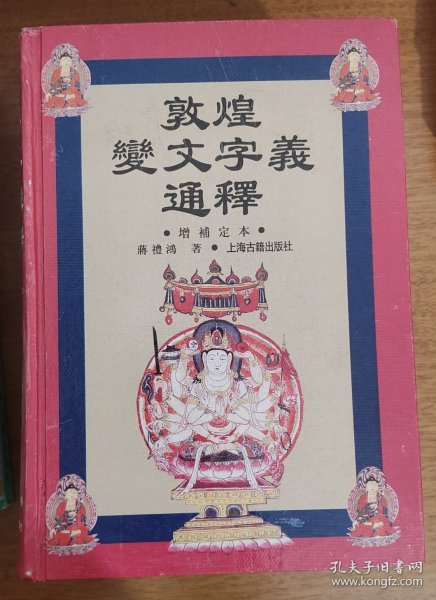 敦煌
變文字義
通釋
•增補定本•
蔣禮鴻 著•上海古籍出版社
孔夫子旧书网
www.kongfz.com